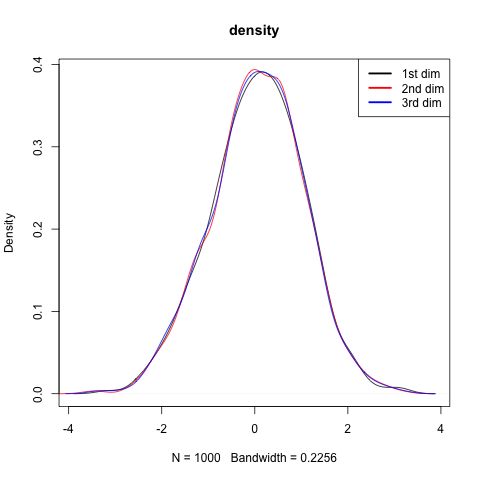 density
1st dim
2nd dim
3rd dim
Density
0.4
0.3
0.2
0.1
0.0
-4 -2 0 2 4
N = 1000 Bandwidth = 0.2256